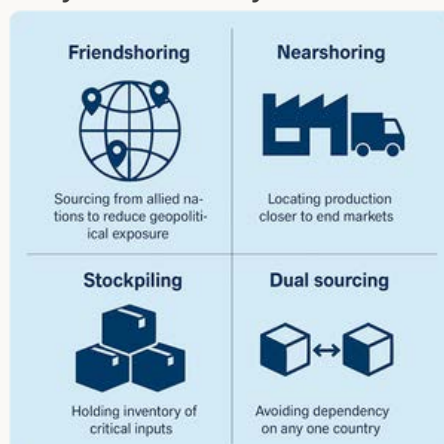 Friendshoring
Sourcing from allied na-
tions to reduce geopolit-
ical exposure
Nearshoring
Locating production
closer to end markets
Stockpiling
Holding inventory of
critical inputs
Dual sourcing
Avoiding dependency
on any one country